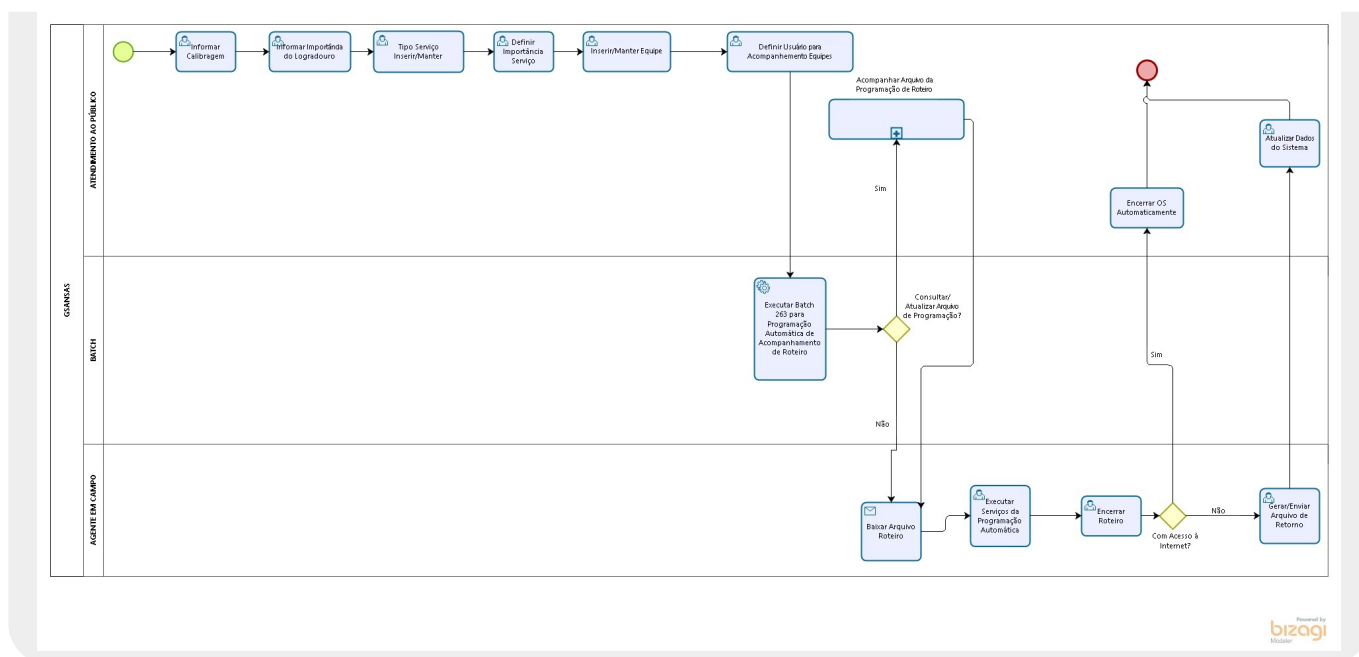 GSANSAS
ATENDIMENTO AO PÚBLICO
Informar
Calibragem
Informar Importância
do Logradouro
Tipo Serviço
Inserir/Manter
Definir
Importância
Serviço
Inserir/Manter Equipe
Definir Usuário para
Acompanhemento Equipes
Acompanhar Arquivo da
Programação de Roteiro
Atualizar Dados
do Sistema
Sim
Encerrar OS
Automaticamente
BATCH
Executar Batch
263 para
Programação
Automática de
Acompanhamento
de Roteiro
Consultar/
Atualizar Arquivo
de Programação?
Sim
Não
AGENTE EM CAMPO
Baixar Arquivo
Roteiro
Executar
Serviços da
Programação
Automática
Encerrar
Roteiro
Com Acesso à
Internet?
Não
Gerar/Enviar
Arquivo de
Retorno
Powered by
bizagi
Modeler